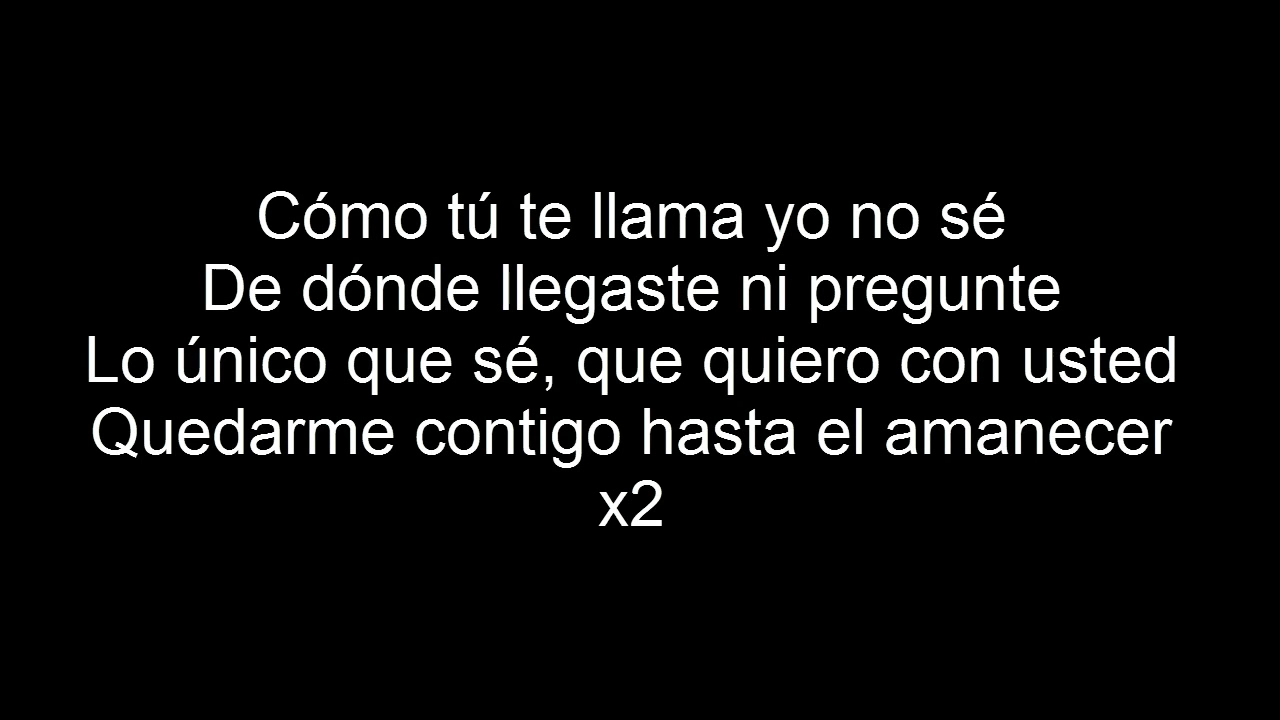 Cómo tú te llama yo no sé
De dónde llegaste ni pregunte
Lo único que sé, que quiero con usted
Quedarme contigo hasta el amanecer
x2